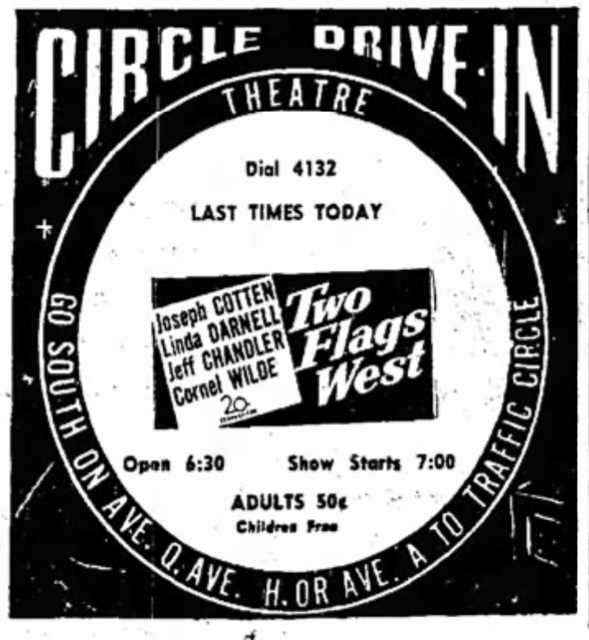 CIRCLE DRIVE-IN
THEATRE
Dial 4132
LAST TIMES TODAY
Joseph COTTEN
Linda DARNELL
Jeff CHANDLER
Cornel WILDE
20
Two
Flags
West
Open 6:30 Show Starts 7:00
ADULTS 50¢
Children Free
GO SOUTH ON AVE. Q. AVE. H. OR AVE. A TO TRAFFIC CIRCLE